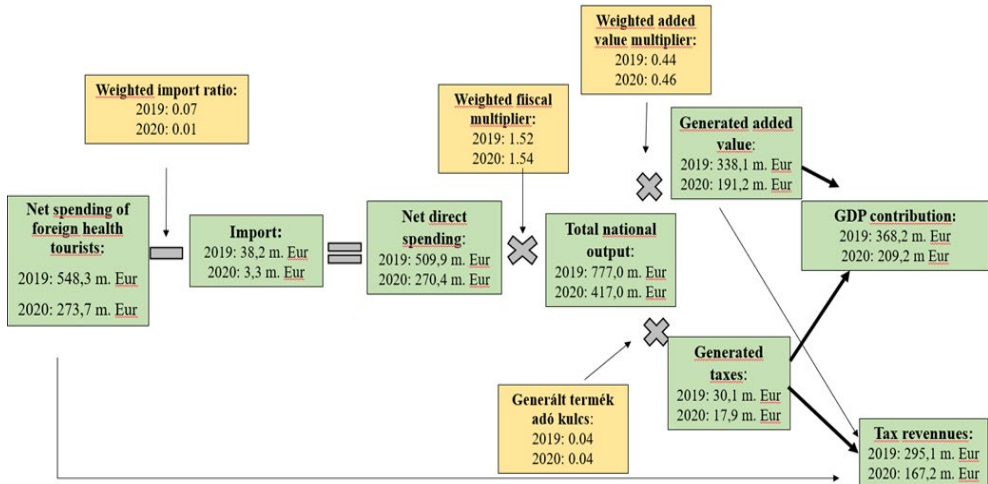 Weighted added
value multiplier:
2019: 0.44
2020: 0.46
Weighted import ratio:
2019: 0.07
2020: 0.01
Weighted fiiscal
multiplier:
2019: 1.52
2020: 1.54
Generated added
value:
2019: 338,1 m. Eur
2020: 191,2 m. Eur
Net spending of
foreign health
tourists:
2019: 548,3 m. Eur
2020: 273,7 m. Eur
Import:
2019: 38,2 m. Eur
2020: 3,3 m. Eur
Net direct
spending:
2019: 509,9 m. Eur
2020: 270,4 m. Eur
Total national
output:
2019: 777,0 m. Eur
2020: 417,0 m. Eur
GDP contribution:
2019: 368,2 m. Eur
2020: 209,2 m. Eur
Generated
taxes:
2019: 30,1 m. Eur
2020: 17,9 m. Eur
Generált termék
adó kulcs:
2019: 0.04
2020: 0.04
Tax revennues:
2019: 295,1 m. Eur
2020: 167,2 m. Eur